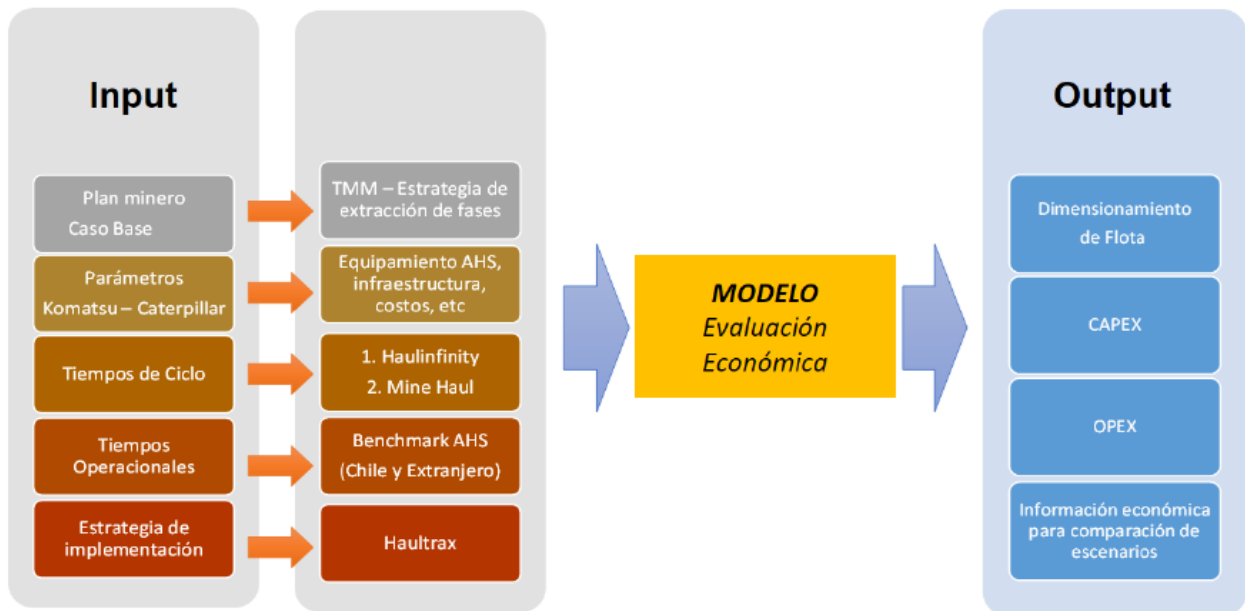 Input
Plan minero
Caso Base
Parámetros
Komatsu – Caterpillar
Tiempos de Ciclo
Tiempos
Operacionales
Estrategia de
implementación
TMM – Estrategia de
extracción de fases
Equipamiento AHS,
infraestructura,
costos, etc
1. Haulinfinity
2. Mine Haul
Benchmark AHS
(Chile y Extranjero)
Haultrax
MODELO
Evaluación
Económica
Output
Dimensionamiento
de Flota
CAPEX
OPEX
Información económica
para comparación de
escenarios